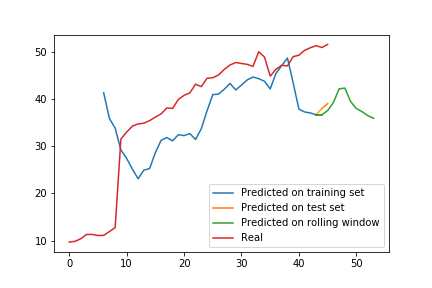 50
40
30
20
10
0
10
20
30
40
50
Predicted on training set
Predicted on test set
Predicted on rolling window
Real